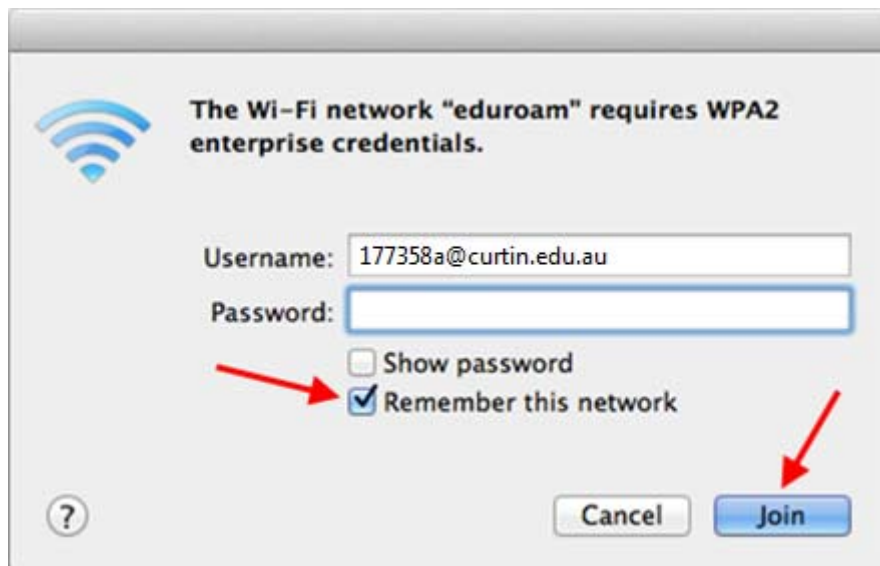 The Wi-Fi network “eduroam” requires WPA2
enterprise credentials.
Username: 177358a@curtin.edu.au
Password:
Show password
Remember this network
? Cancel Join